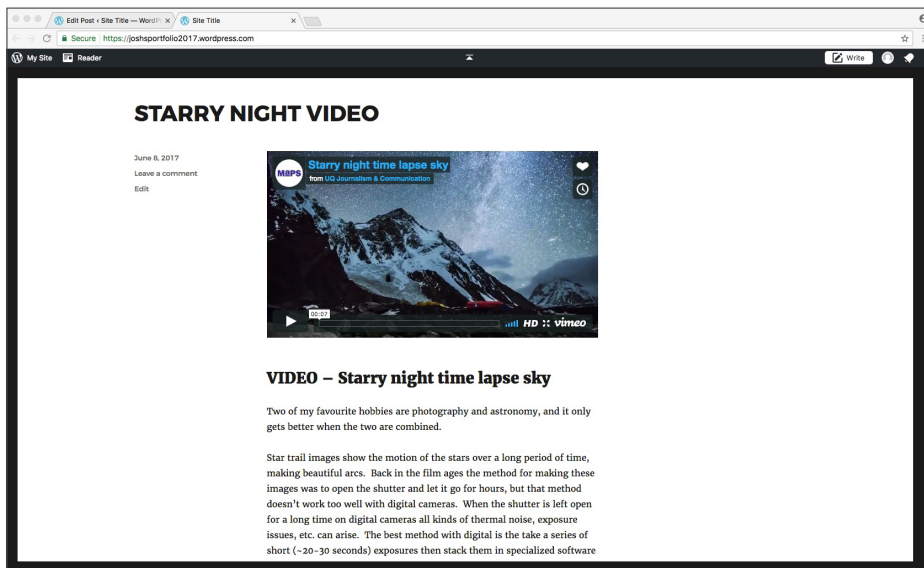 Edit Post ‹ Site Title — WordPr
Site Title
Secure https://joshsportfolio2017.wordpress.com
My Site
Reader
Write
STARRY NIGHT VIDEO
June 8, 2017
Leave a comment
Edit
MAPS
Starry night time lapse sky
from UQ Journalism & Communication
00:07
HD
vimeo
VIDEO – Starry night time lapse sky
Two of my favourite hobbies are photography and astronomy, and it only
gets better when the two are combined.
Star trail images show the motion of the stars over a long period of time,
making beautiful arcs. Back in the film ages the method for making these
images was to open the shutter and let it go for hours, but that method
doesn't work too well with digital cameras. When the shutter is left open
for a long time on digital cameras all kinds of thermal noise, exposure
issues, etc. can arise. The best method with digital is the take a series of
short (~20-30 seconds) exposures then stack them in specialized software